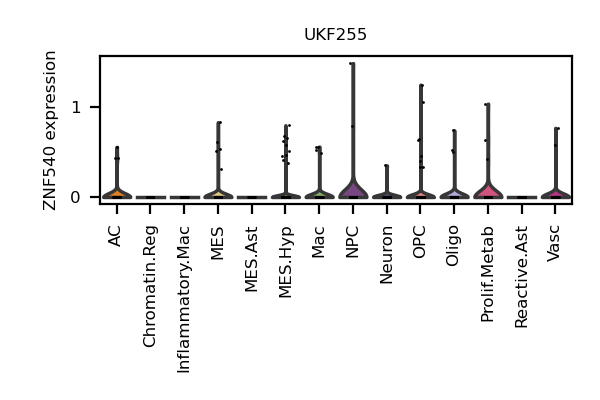 UKF255
ZNF540 expression
1
0
AC
Chromatin.Reg
Inflammatory.Mac
MES
MES.Ast
MES.Hyp
Mac
NPC
Neuron
OPC
Oligo
Prolif.Metab
Reactive.Ast
Vasc